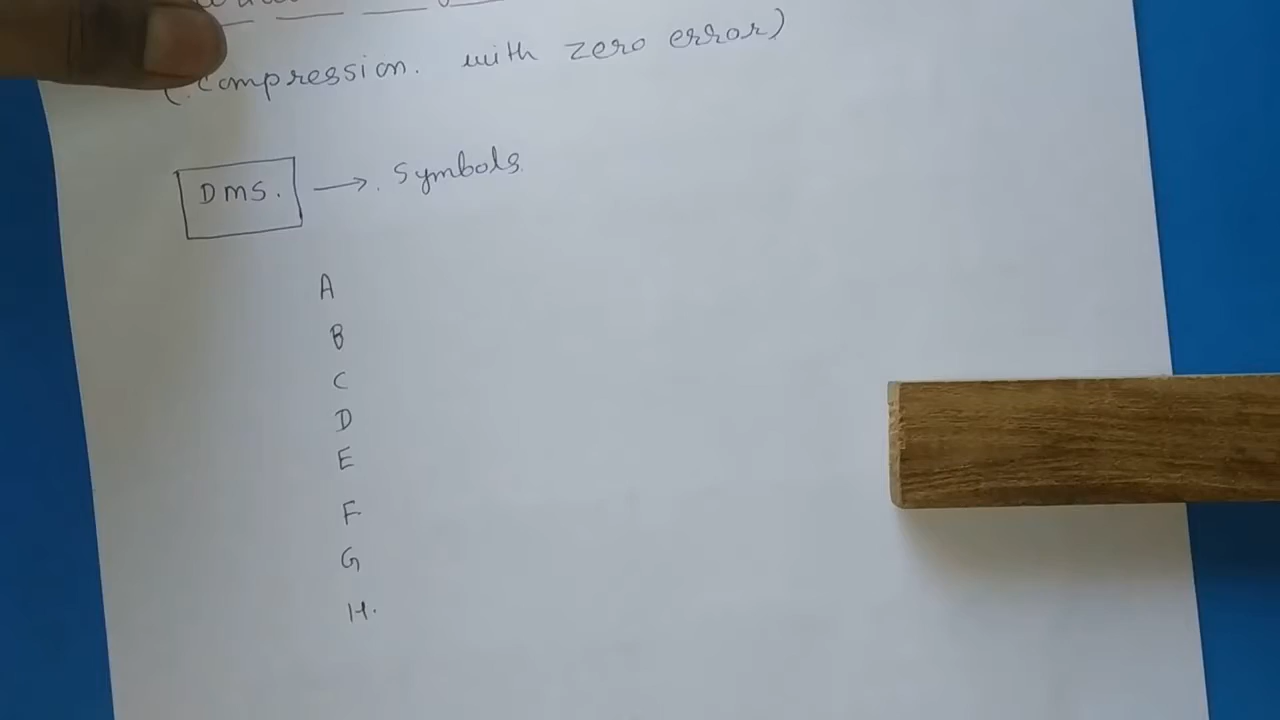 (compression. with zero error)
DMS. → Symbols
A
B
C
D
E
F
G
H.